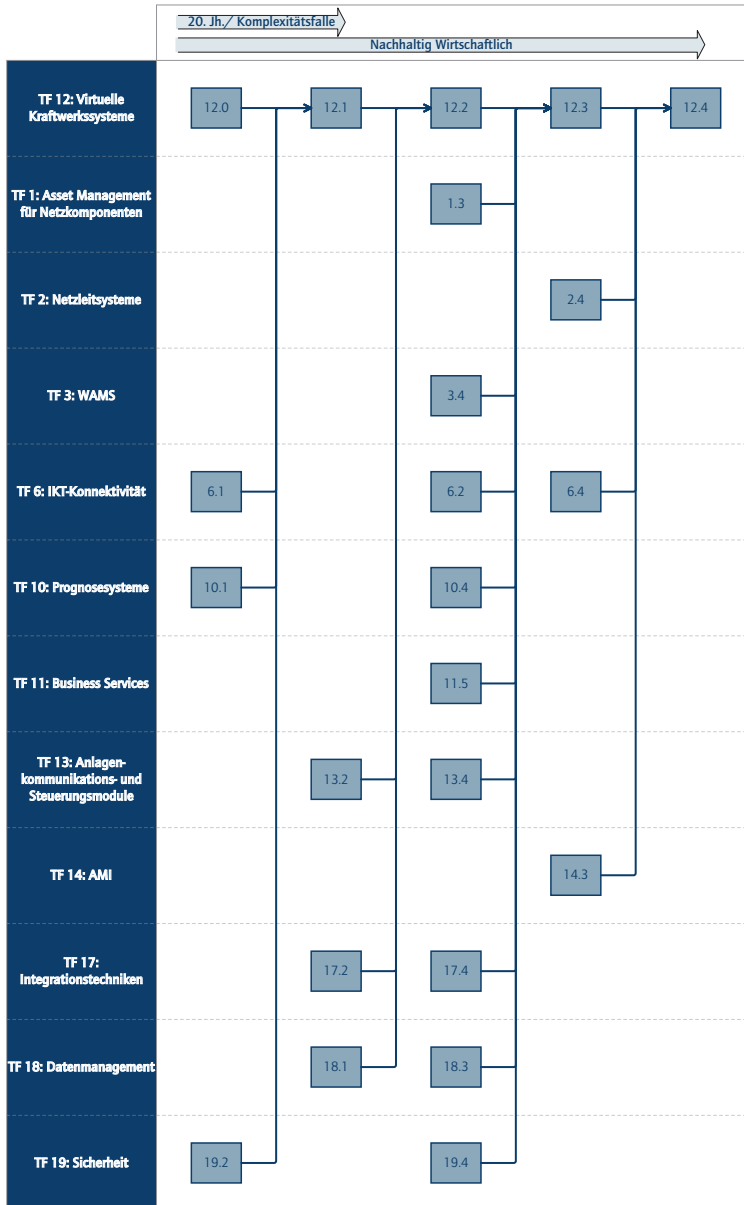 20. Jh./ Komplexitätsfalle
Nachhaltig Wirtschaftlich
TF 12: Virtuelle
Kraftwerkssysteme
12.0
12.1
12.2
12.3
12.4
TF 1: Asset Management
für Netzkomponenten
1.3
TF 2: Netzleitsysteme
2.4
TF 3: WAMS
3.4
TF 6: IKT-Konnektivität
6.1
6.2
6.4
TF 10: Prognosesysteme
10.1
10.4
TF 11: Business Services
11.5
TF 13: Anlagen-
kommunikations- und
Steuerungsmodule
13.2
13.4
TF 14: AMI
14.3
TF 17:
Integrationstechniken
17.2
17.4
TF 18: Datenmanagement
18.1
18.3
TF 19: Sicherheit
19.2
19.4